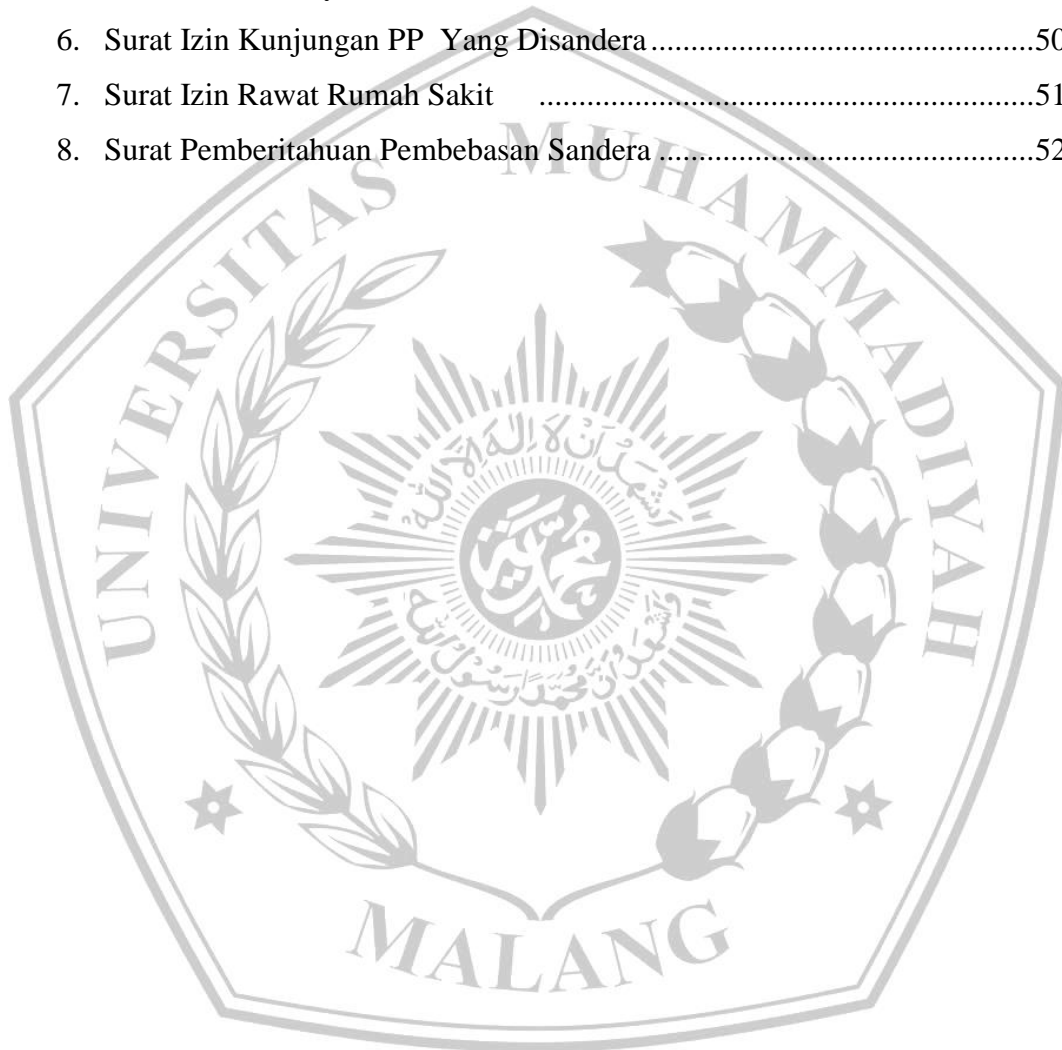 6. Surat Izin Kunjungan PP Yang Disandera...............................................50
7. Surat Izin Rawat Rumah Sakit ..............................................................51
8. Surat Pemberitahuan Pembebasan Sandera ...............................................52
UNIVERSITAS MUHAMMADIYAH
MALANG